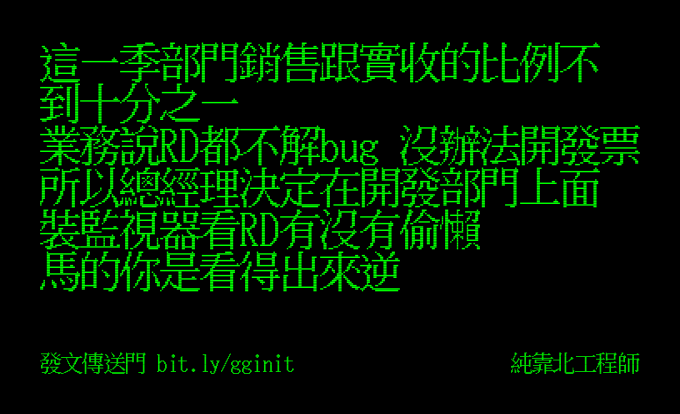 這一季部門銷售跟實收的比例不
到十分之一
業務說RD都不解bug 沒辦法開發票
所以總經理決定在開發部門上面
裝監視器看RD有沒有偷懶
馬的你是看得出來逆
發文傳送門 bit.ly/gginit
純靠北工程師